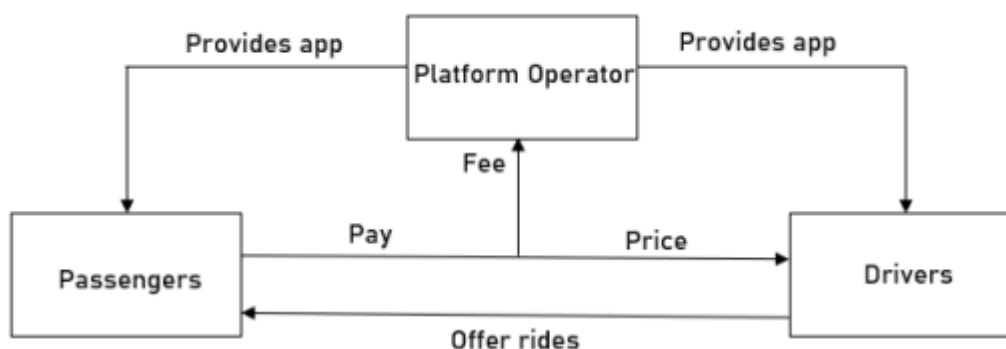 Provides app
Provides app
Platform Operator
Fee
Pay
Price
Passengers
Drivers
Offer rides